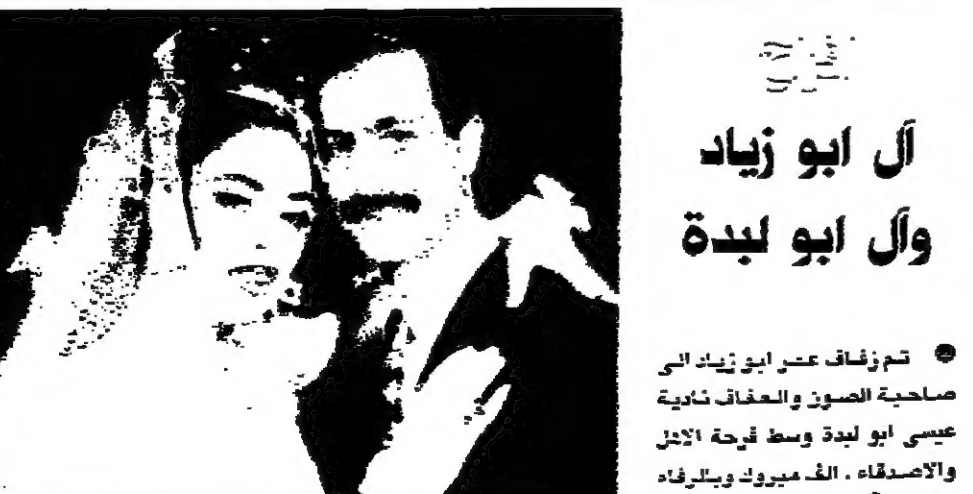 آل ابو زياد
وآل ابو لبدة
تم زفاف عمر ابو زياد الى
صاحبة الصون والعفاف نادية
عيسى ابو لبدة وسط فرحة الاهل
والاصدقاء . الف مبروك وبالرفاه